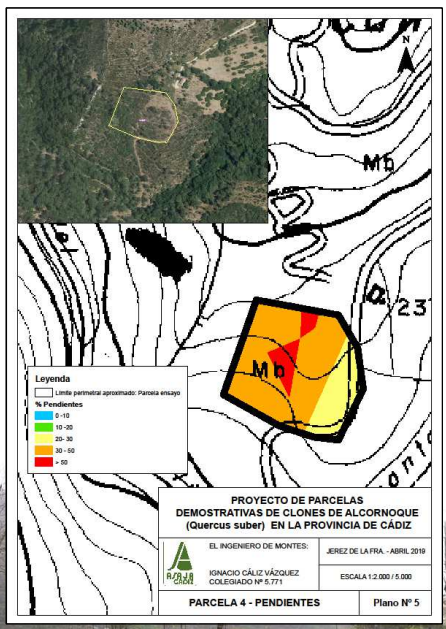 N
Mb
23
Mb
Leyenda
Límite perimetral aproximado: Parcela ensayo
% Pendientes
0 -10
10 -20
20- 30
30 - 50
> 50
PROYECTO DE PARCELAS
DEMOSTRATIVAS DE CLONES DE ALCORNOQUE
(Quercus suber) EN LA PROVINCIA DE CÁDIZ
ASAJA
CÁDIZ
EL INGENIERO DE MONTES:
IGNACIO CÁLIZ VÁZQUEZ
COLEGIADO Nº 5.771
JEREZ DE LA FRA. - ABRIL 2019
ESCALA 1:2.000 / 5.000
PARCELA 4 - PENDIENTES
Plano Nº 5